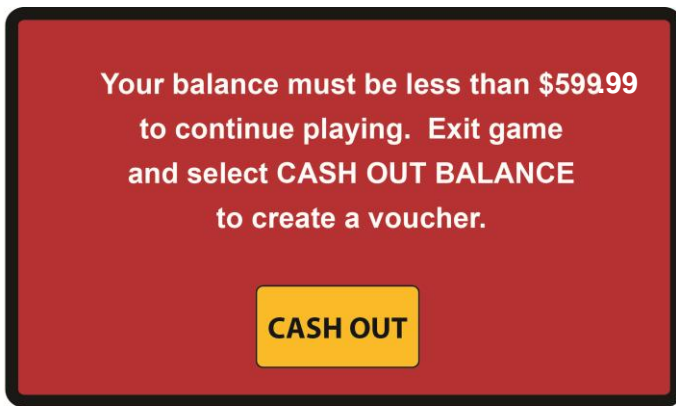 Your balance must be less than $599.99
to continue playing. Exit game
and select CASH OUT BALANCE
to create a voucher.
CASH OUT